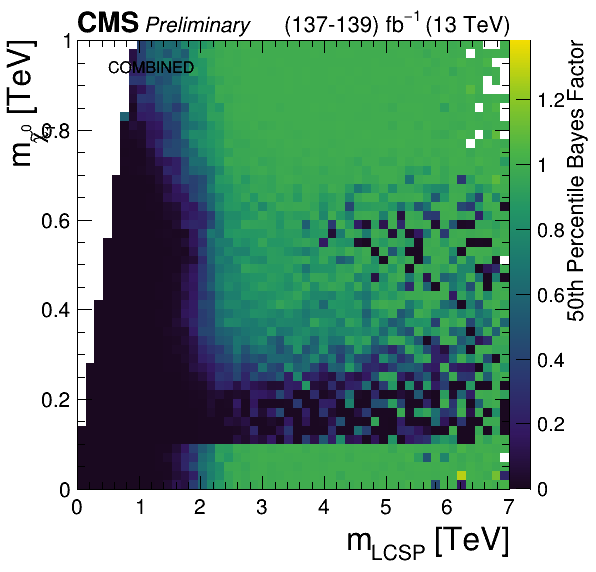 CMS Preliminary (137-139) fb⁻¹ (13 TeV)
COMBINED
m [TeV]
1
0.8
0.6
0.4
0.2
0
0 1 2 3 4 5 6 7
m_LCSP [TeV]
1.2
1
0.8
0.6
0.4
0.2
0
50th Percentile Bayes Factor